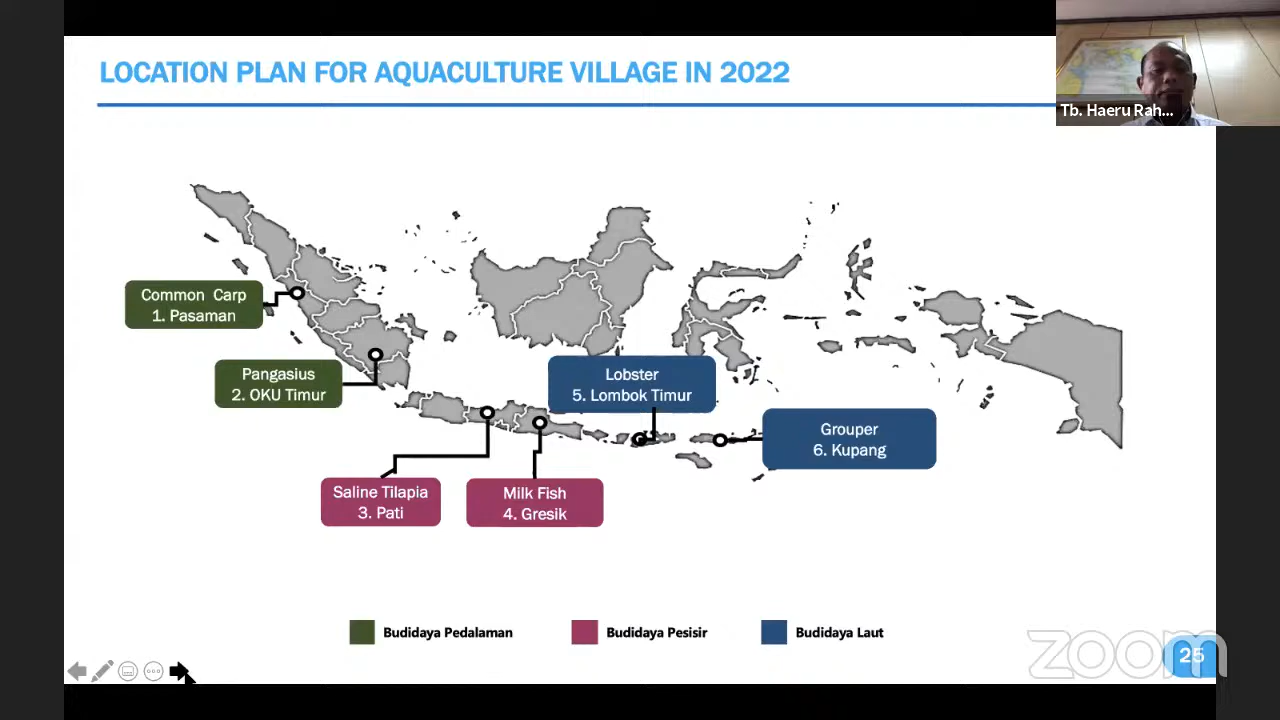 LOCATION PLAN FOR AQUACULTURE VILLAGE IN 2022
Tb. Haeru Rah...
Common Carp
1. Pasaman
Pangasius
2. OKU Timur
Lobster
5. Lombok Timur
Grouper
6. Kupang
Saline Tilapia
3. Pati
Milk Fish
4. Gresik
Budidaya Pedalaman
Budidaya Pesisir
Budidaya Laut
zoom
25